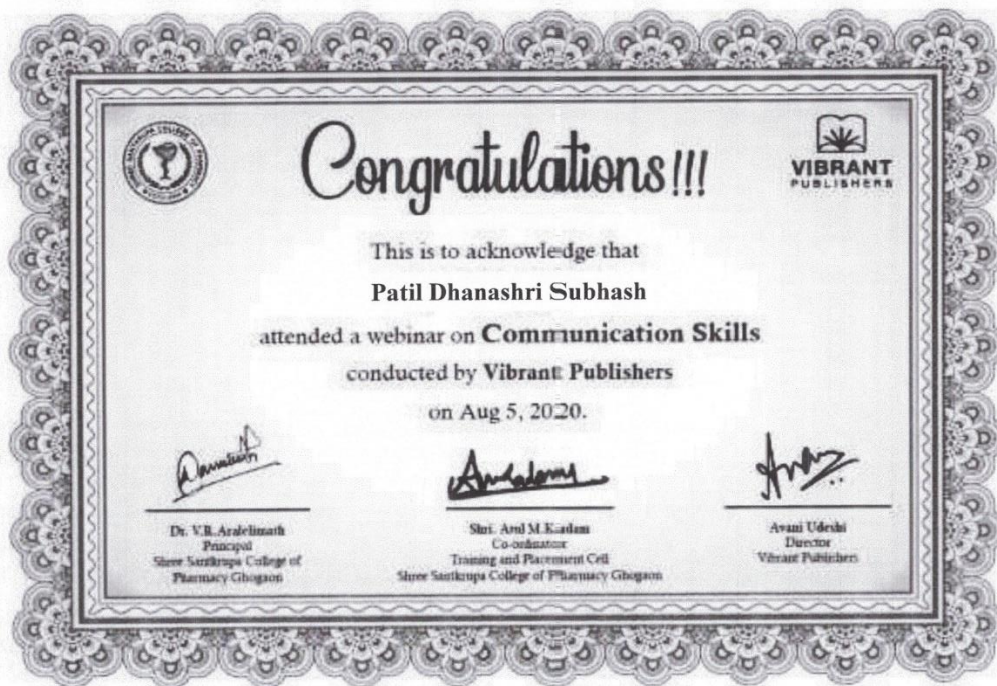 Congratulations!!!
VIBRANT
PUBLISHERS
This is to acknowledge that
Patil Dhanashri Subhash
attended a webinar on Communication Skills
conducted by Vibrant Publishers
on Aug 5, 2020.
Dr. V.R. Aralelimath
Principal
Shree Santkrupa College of
Pharmacy Ghogaon
Shri. Aml M. Kadam
Co-ordinator
Training and Placement Cell
Shree Santkrupa College of Pharmacy Ghogaon
Avani Udeshi
Director
Vibrant Publishers